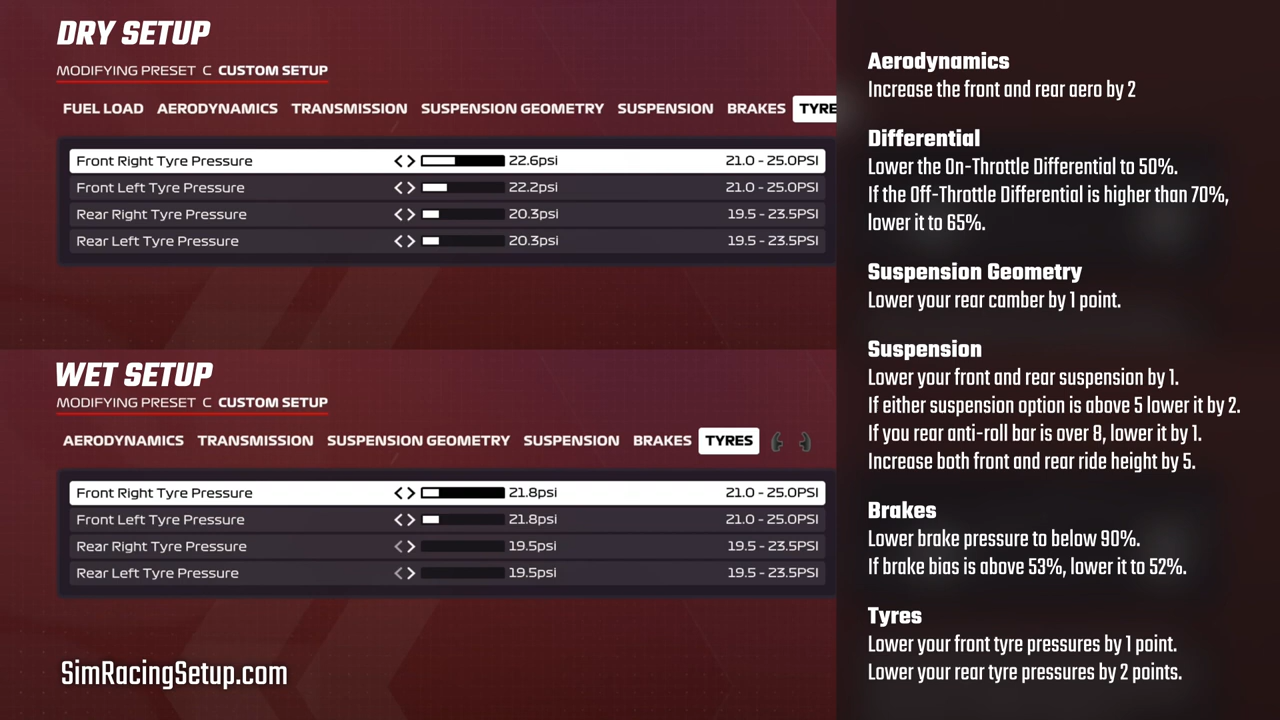 DRY SETUP
MODIFYING PRESET C CUSTOM SETUP
FUEL LOAD AERODYNAMICS TRANSMISSION SUSPENSION GEOMETRY SUSPENSION BRAKES TYRE
Front Right Tyre Pressure 22.6psi 21.0 - 25.0PSI
Front Left Tyre Pressure 22.2psi 21.0 - 25.0PSI
Rear Right Tyre Pressure 20.3psi 19.5 - 23.5PSI
Rear Left Tyre Pressure 20.3psi 19.5 - 23.5PSI
WET SETUP
MODIFYING PRESET C CUSTOM SETUP
AERODYNAMICS TRANSMISSION SUSPENSION GEOMETRY SUSPENSION BRAKES TYRES
Front Right Tyre Pressure 21.8psi 21.0 - 25.0PSI
Front Left Tyre Pressure 21.8psi 21.0 - 25.0PSI
Rear Right Tyre Pressure 19.5psi 19.5 - 23.5PSI
Rear Left Tyre Pressure 19.5psi 19.5 - 23.5PSI
SimRacingSetup.com
Aerodynamics
Increase the front and rear aero by 2
Differential
Lower the On-Throttle Differential to 50%.
If the Off-Throttle Differential is higher than 70%,
lower it to 65%.
Suspension Geometry
Lower your rear camber by 1 point.
Suspension
Lower your front and rear suspension by 1.
If either suspension option is above 5 lower it by 2.
If you rear anti-roll bar is over 8, lower it by 1.
Increase both front and rear ride height by 5.
Brakes
Lower brake pressure to below 90%.
If brake bias is above 53%, lower it to 52%.
Tyres
Lower your front tyre pressures by 1 point.
Lower your rear tyre pressures by 2 points.